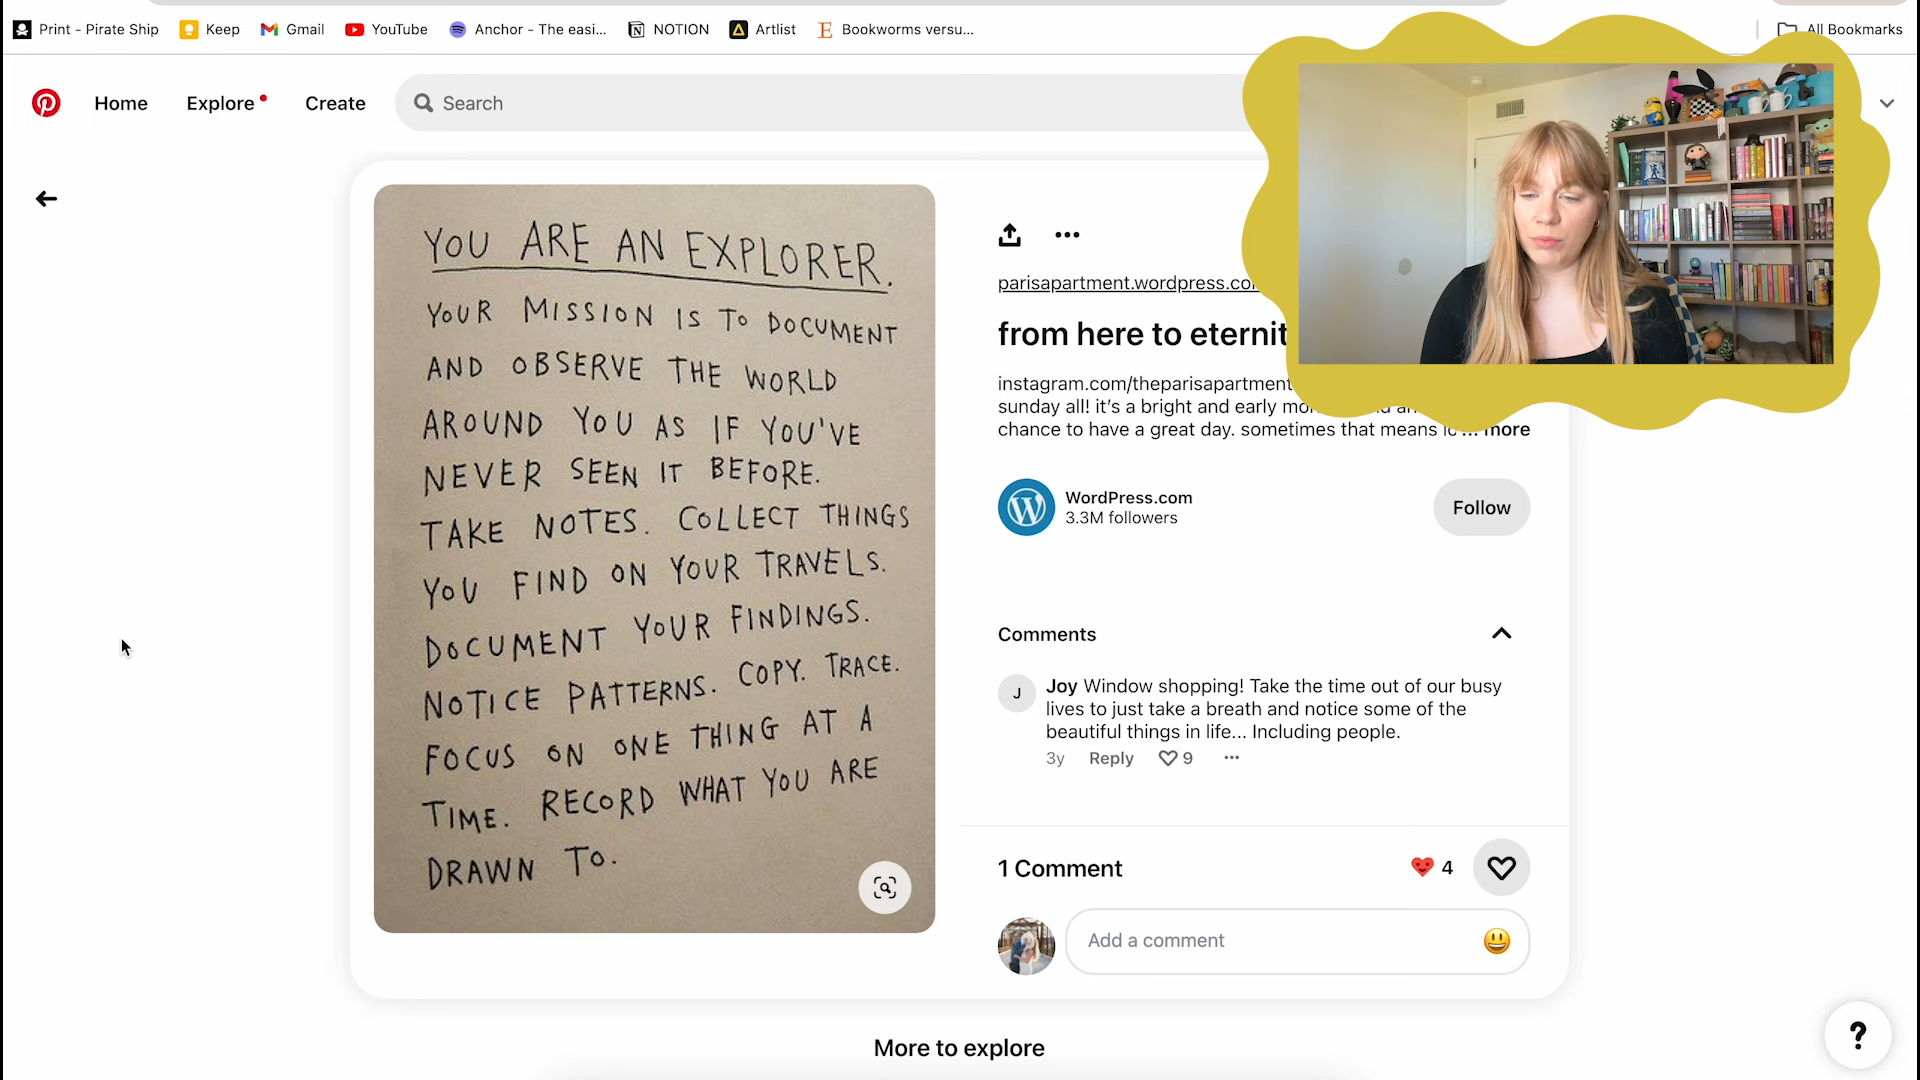 Print - Pirate Ship
Keep
Gmail
YouTube
Anchor - The easi...
NOTION
Artlist
Bookworms versu...
All Bookmarks
Home
Explore
Create
Search
YOU ARE AN EXPLORER.
YOUR MISSION IS TO DOCUMENT
AND OBSERVE THE WORLD
AROUND YOU AS IF YOU'VE
NEVER SEEN IT BEFORE.
TAKE NOTES. COLLECT THINGS
YOU FIND ON YOUR TRAVELS.
DOCUMENT YOUR FINDINGS.
NOTICE PATTERNS. COPY. TRACE.
FOCUS ON ONE THING AT A
TIME. RECORD WHAT YOU ARE
DRAWN TO.
parisapartment.wordpress.co
from here to eternit
instagram.com/theparisapartment
sunday all! it's a bright and early
chance to have a great day. sometimes that means ... more
WordPress.com
3.3M followers
Follow
Comments
J
Joy Window shopping! Take the time out of our busy
lives to just take a breath and notice some of the
beautiful things in life... Including people.
3y Reply 9
1 Comment
4
Add a comment
More to explore
?